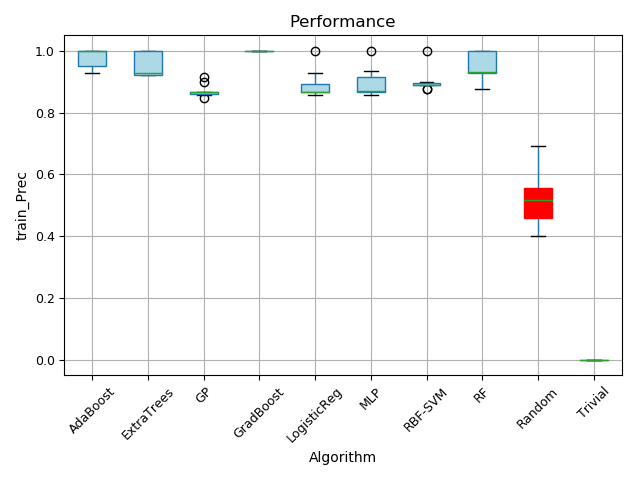 Performance
1.0
0.8
0.6
0.4
0.2
0.0
train_Prec
AdaBoost
ExtraTrees
GP
GradBoost
LogisticReg
MLP
RBF-SVM
RF
Random
Trivial
Algorithm